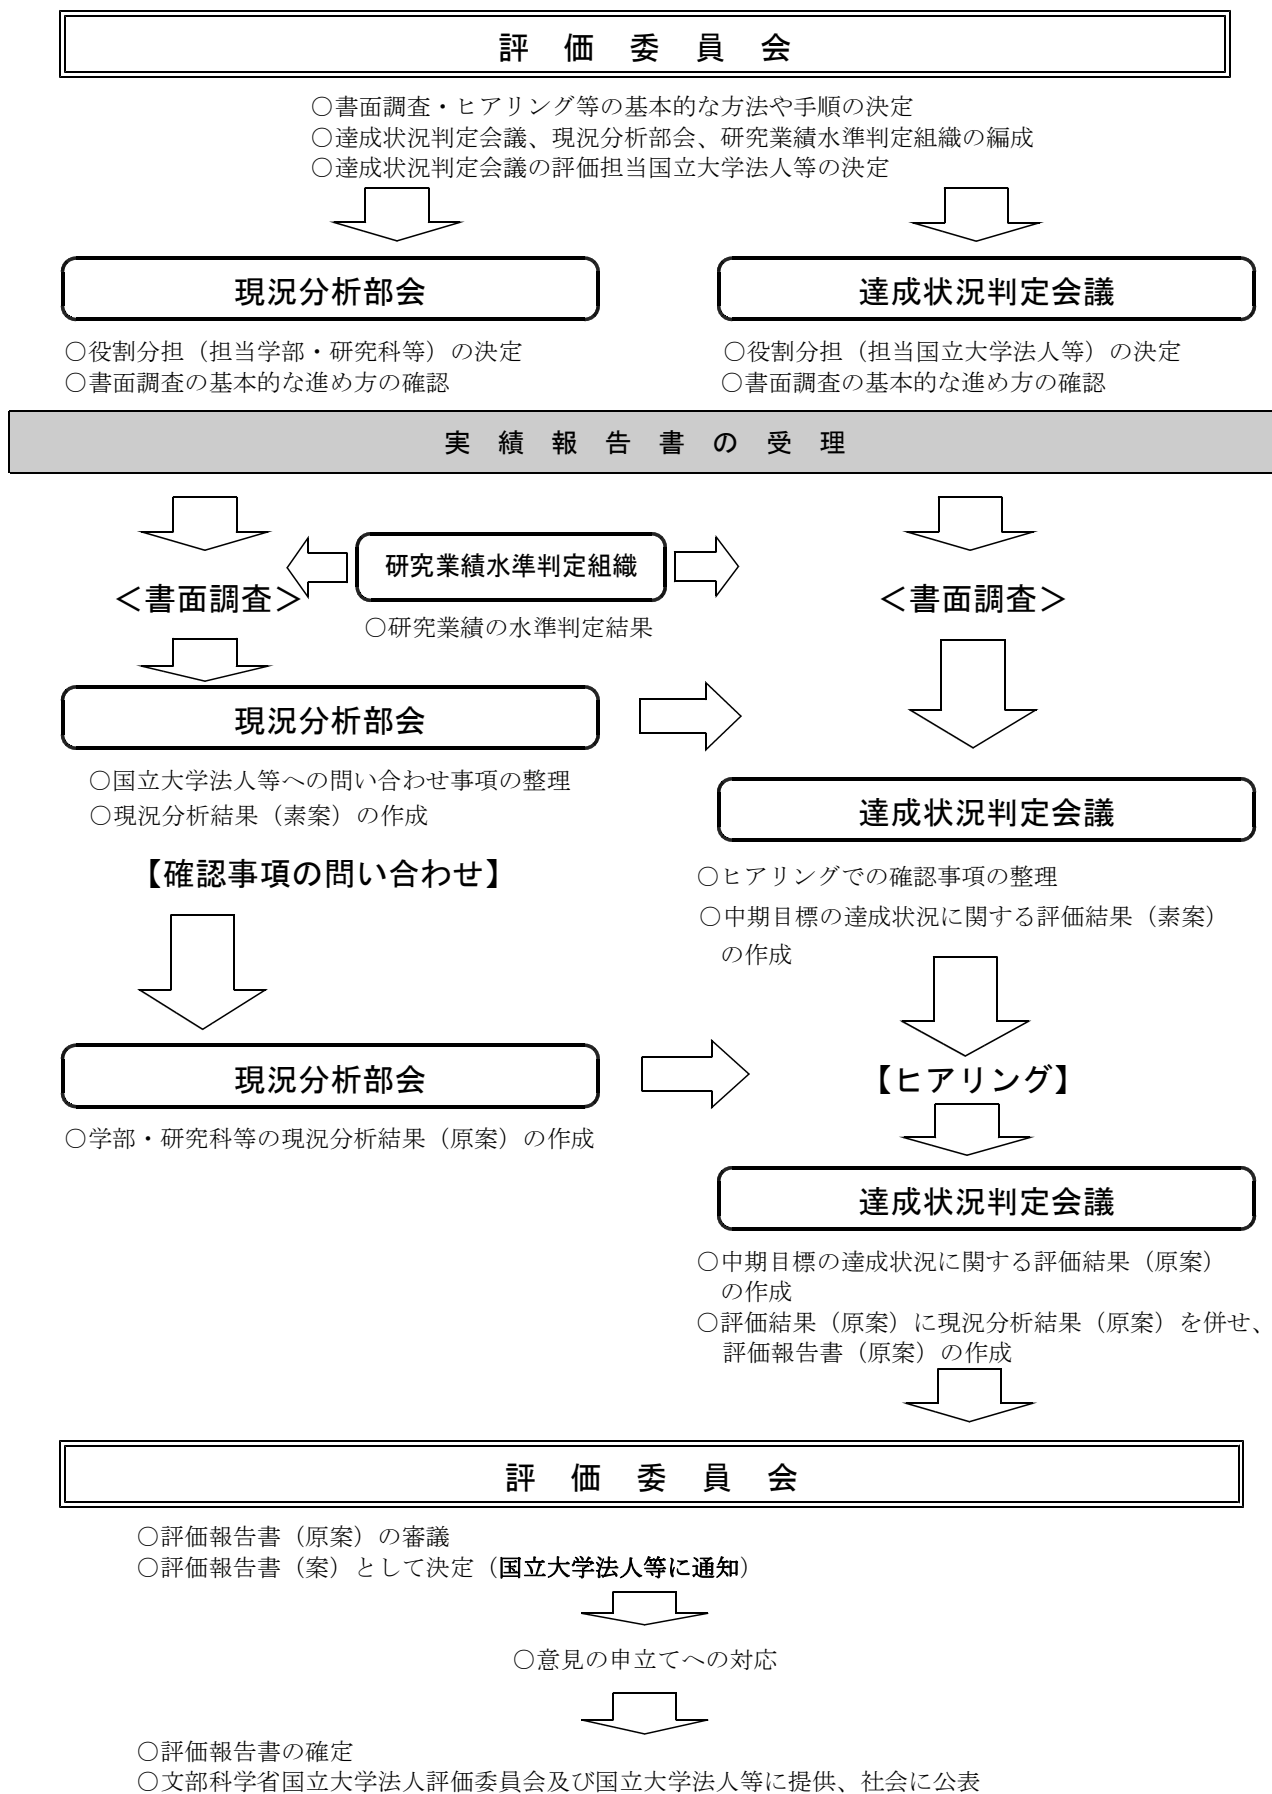 評　価　委　員　会
○書面調査・ヒアリング等の基本的な方法や手順の決定
○達成状況判定会議、現況分析部会、研究業績水準判定組織の編成
○達成状況判定会議の評価担当国立大学法人等の決定
現況分析部会
○役割分担（担当学部・研究科等）の決定
○書面調査の基本的な進め方の確認
達成状況判定会議
○役割分担（担当国立大学法人等）の決定
○書面調査の基本的な進め方の確認
実　績　報　告　書　の　受　理
研究業績水準判定組織
○研究業績の水準判定結果
＜書面調査＞
＜書面調査＞
現況分析部会
○国立大学法人等への問い合わせ事項の整理
○現況分析結果（素案）の作成
【確認事項の問い合わせ】
達成状況判定会議
○ヒアリングでの確認事項の整理
○中期目標の達成状況に関する評価結果（素案）
の作成
現況分析部会
○学部・研究科等の現況分析結果（原案）の作成
【ヒアリング】
達成状況判定会議
○中期目標の達成状況に関する評価結果（原案）
の作成
○評価結果（原案）に現況分析結果（原案）を併せ、
評価報告書（原案）の作成
評　価　委　員　会
○評価報告書（原案）の審議
○評価報告書（案）として決定（国立大学法人等に通知）
○意見の申立てへの対応
○評価報告書の確定
○文部科学省国立大学法人評価委員会及び国立大学法人等に提供、社会に公表